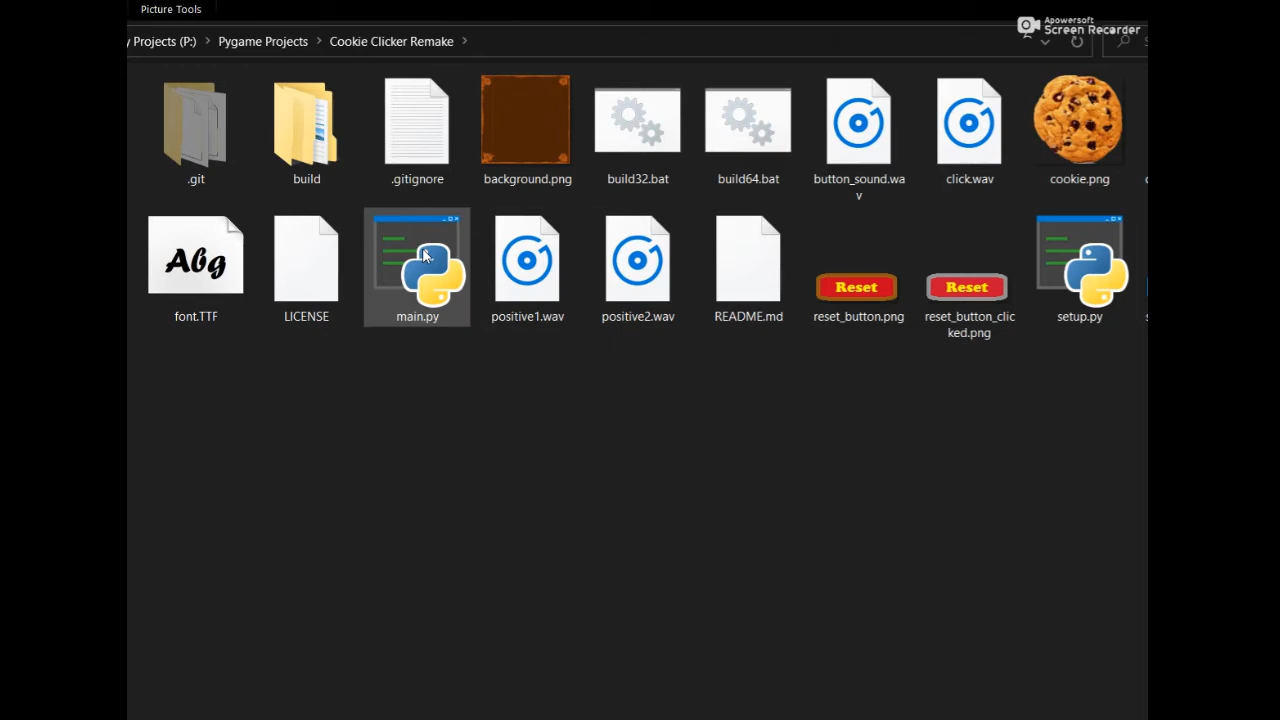 Picture Tools
Apowersoft
Screen Recorder
y Projects (P:) > Pygame Projects > Cookie Clicker Remake >
.git
build
.gitignore
background.png
build32.bat
build64.bat
button_sound.wa
v
click.wav
cookie.png
Abg
Reset
Reset
font.TTF
LICENSE
main.py
positive1.wav
positive2.wav
README.md
reset_button.png
reset_button_clic
ked.png
setup.py